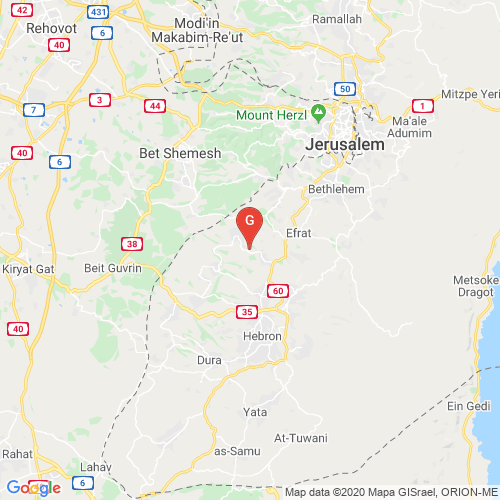 42
431
Ramallah
Rehovot
Modi'in
Makabim-Re'ut
6
40
50
Mitzpe Yeri
7
3
44
Mount Herzl
1
Ma'ale
Adumim
Jerusalem
40
6
Bet Shemesh
Bethlehem
G
Efrat
38
Kiryat Gat
Beit Guvrin
Metsoke
Dragot
60
35
40
Hebron
Dura
Ein Gedi
Yata
At-Tuwani
as-Samu
Rahat
Lahav
6
Google
Map data ©2020 Mapa GISrael, ORION-ME